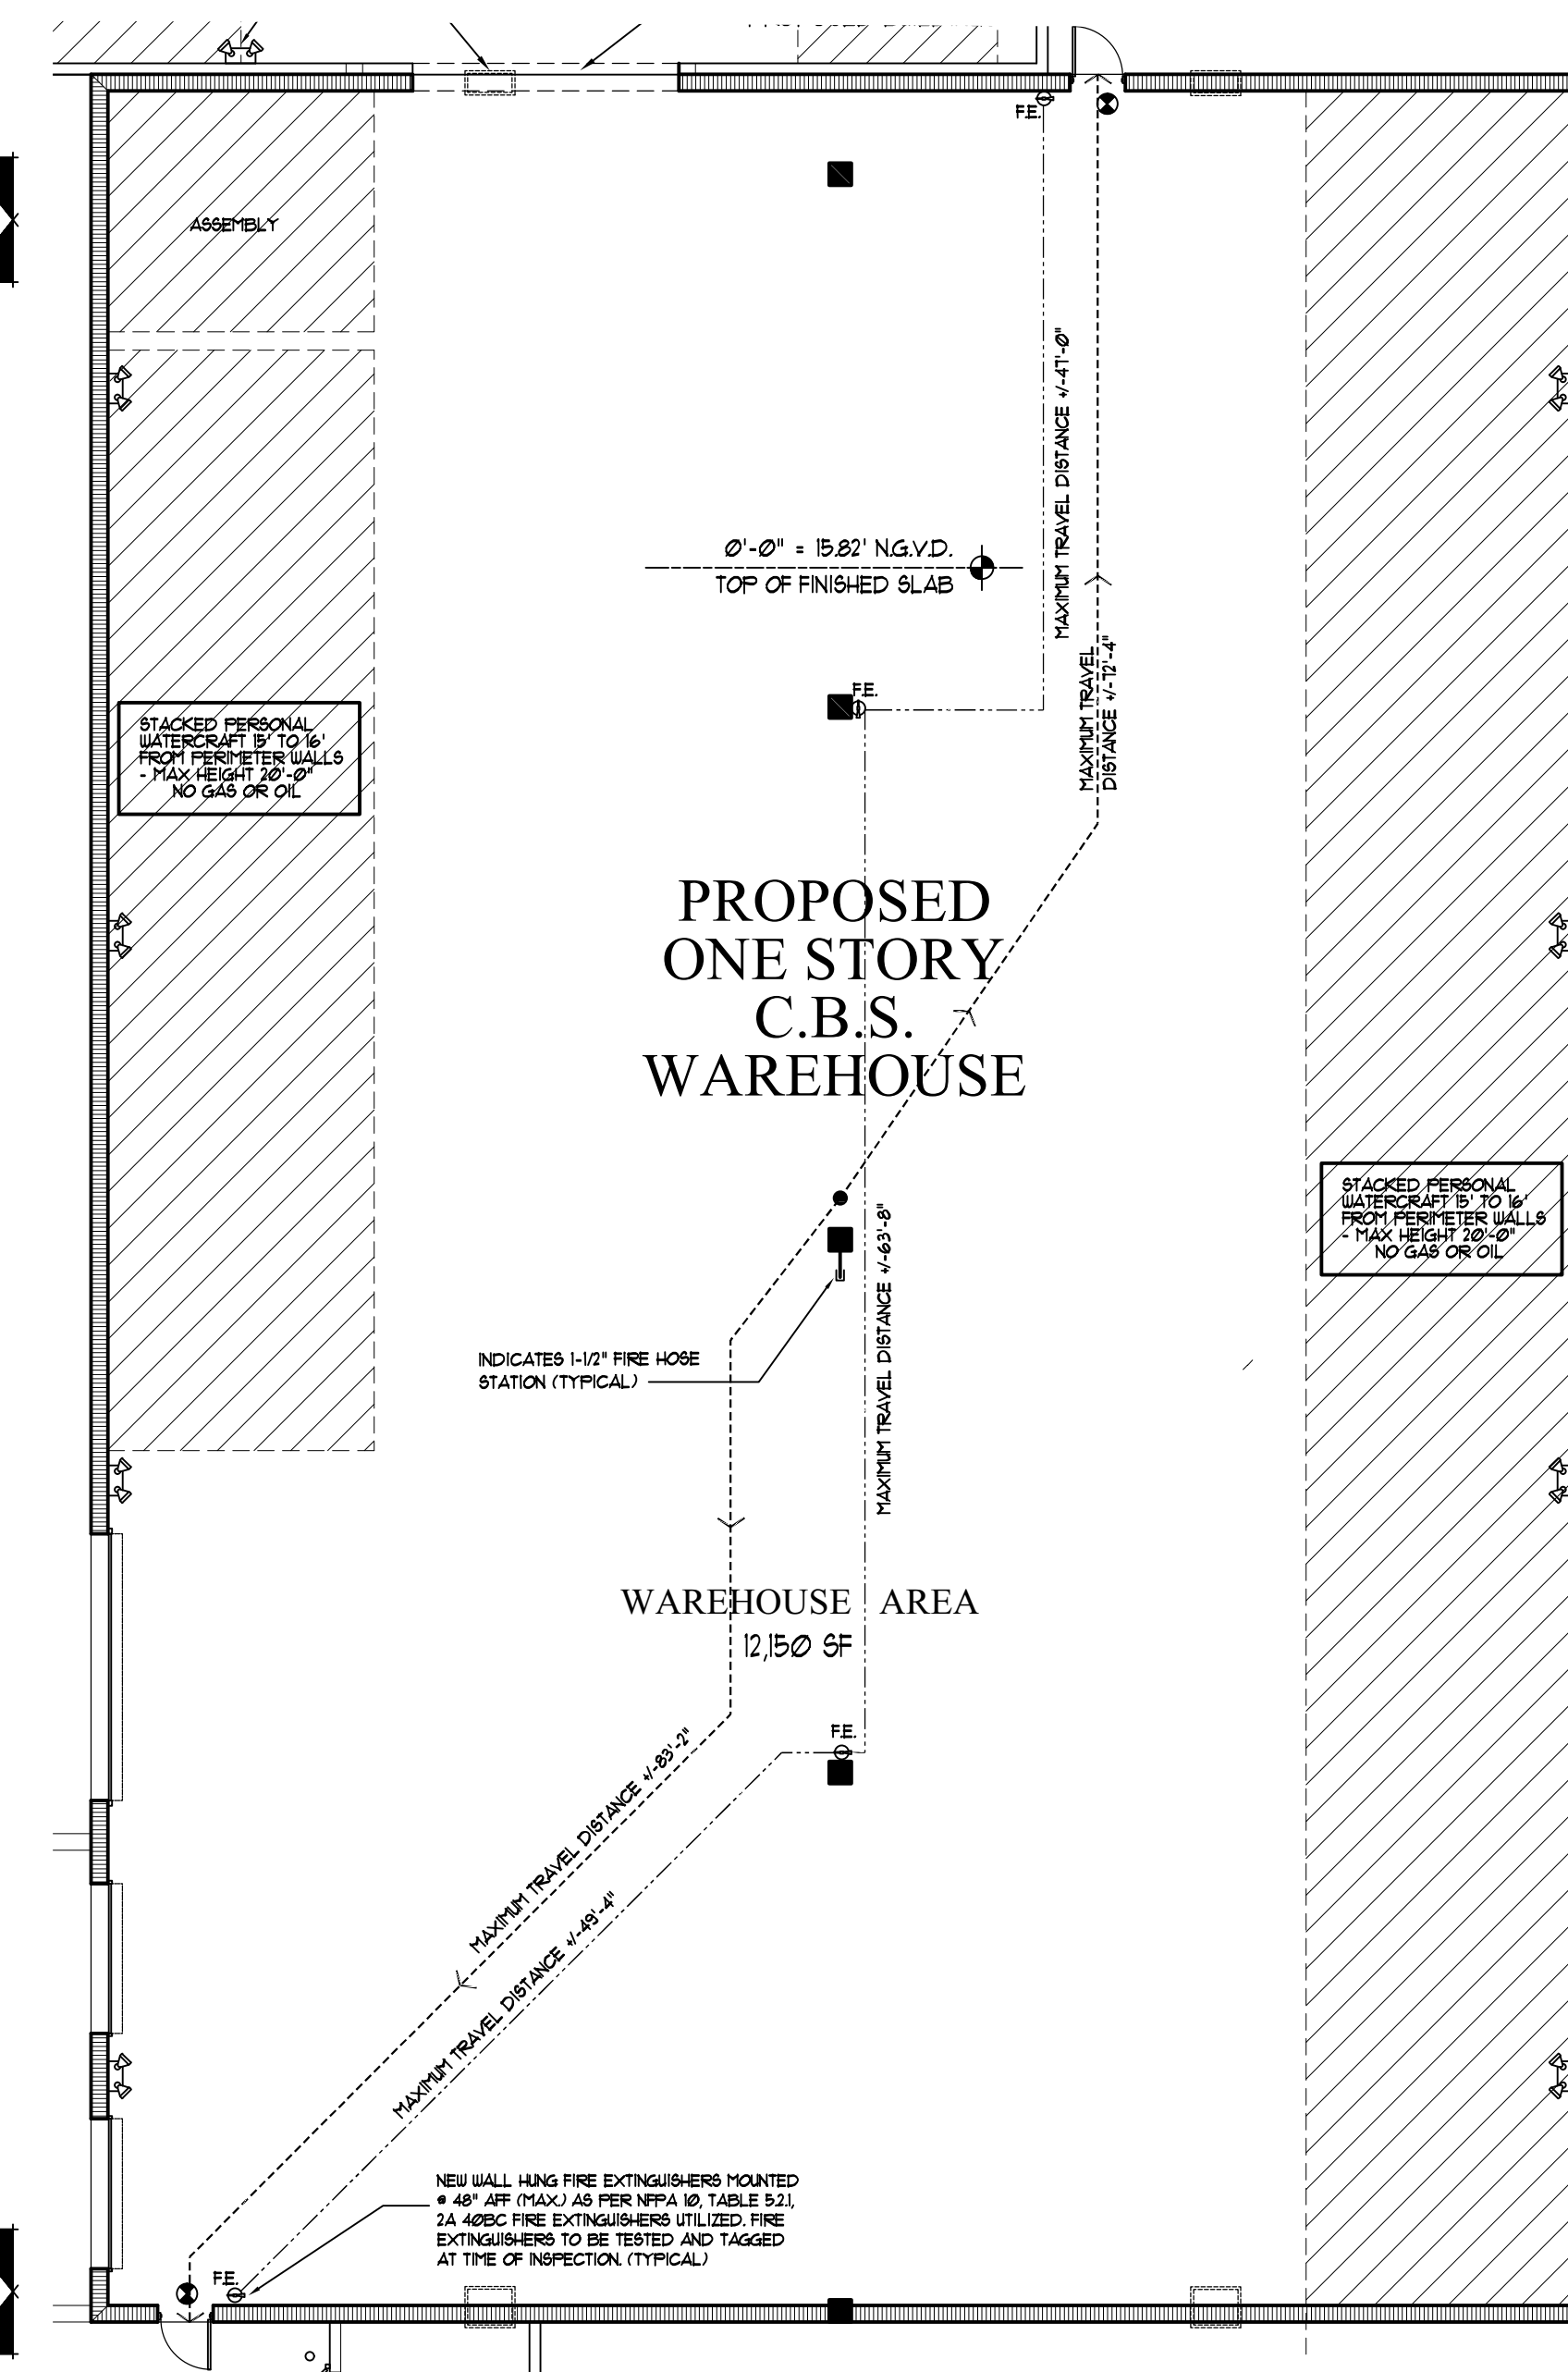 F.E.
ASSEMBLY
MAXIMUM TRAVEL DISTANCE +/-47'-0"
0'-0" = 15.82' N.G.V.D.
TOP OF FINISHED SLAB
MAXIMUM TRAVEL
DISTANCE +/-72'-4"
F.E.
STACKED PERSONAL
WATERCRAFT 15' TO 16'
FROM PERIMETER WALLS
- MAX HEIGHT 20'-0"
NO GAS OR OIL
PROPOSED
ONE STORY
C.B.S.
WAREHOUSE
STACKED PERSONAL
WATERCRAFT 15' TO 16'
FROM PERIMETER WALLS
- MAX HEIGHT 20'-0"
NO GAS OR OIL
MAXIMUM TRAVEL DISTANCE +/-63'-8"
INDICATES 1-1/2" FIRE HOSE
STATION (TYPICAL)
WAREHOUSE AREA
12,150 SF
F.E.
MAXIMUM TRAVEL DISTANCE +/-83'-2"
MAXIMUM TRAVEL DISTANCE +/-49'-4"
NEW WALL HUNG FIRE EXTINGUISHERS MOUNTED
@ 48" AFF (MAX.) AS PER NFPA 10, TABLE 5.2.1,
2A 40BC FIRE EXTINGUISHERS UTILIZED. FIRE
EXTINGUISHERS TO BE TESTED AND TAGGED
AT TIME OF INSPECTION. (TYPICAL)
F.E.